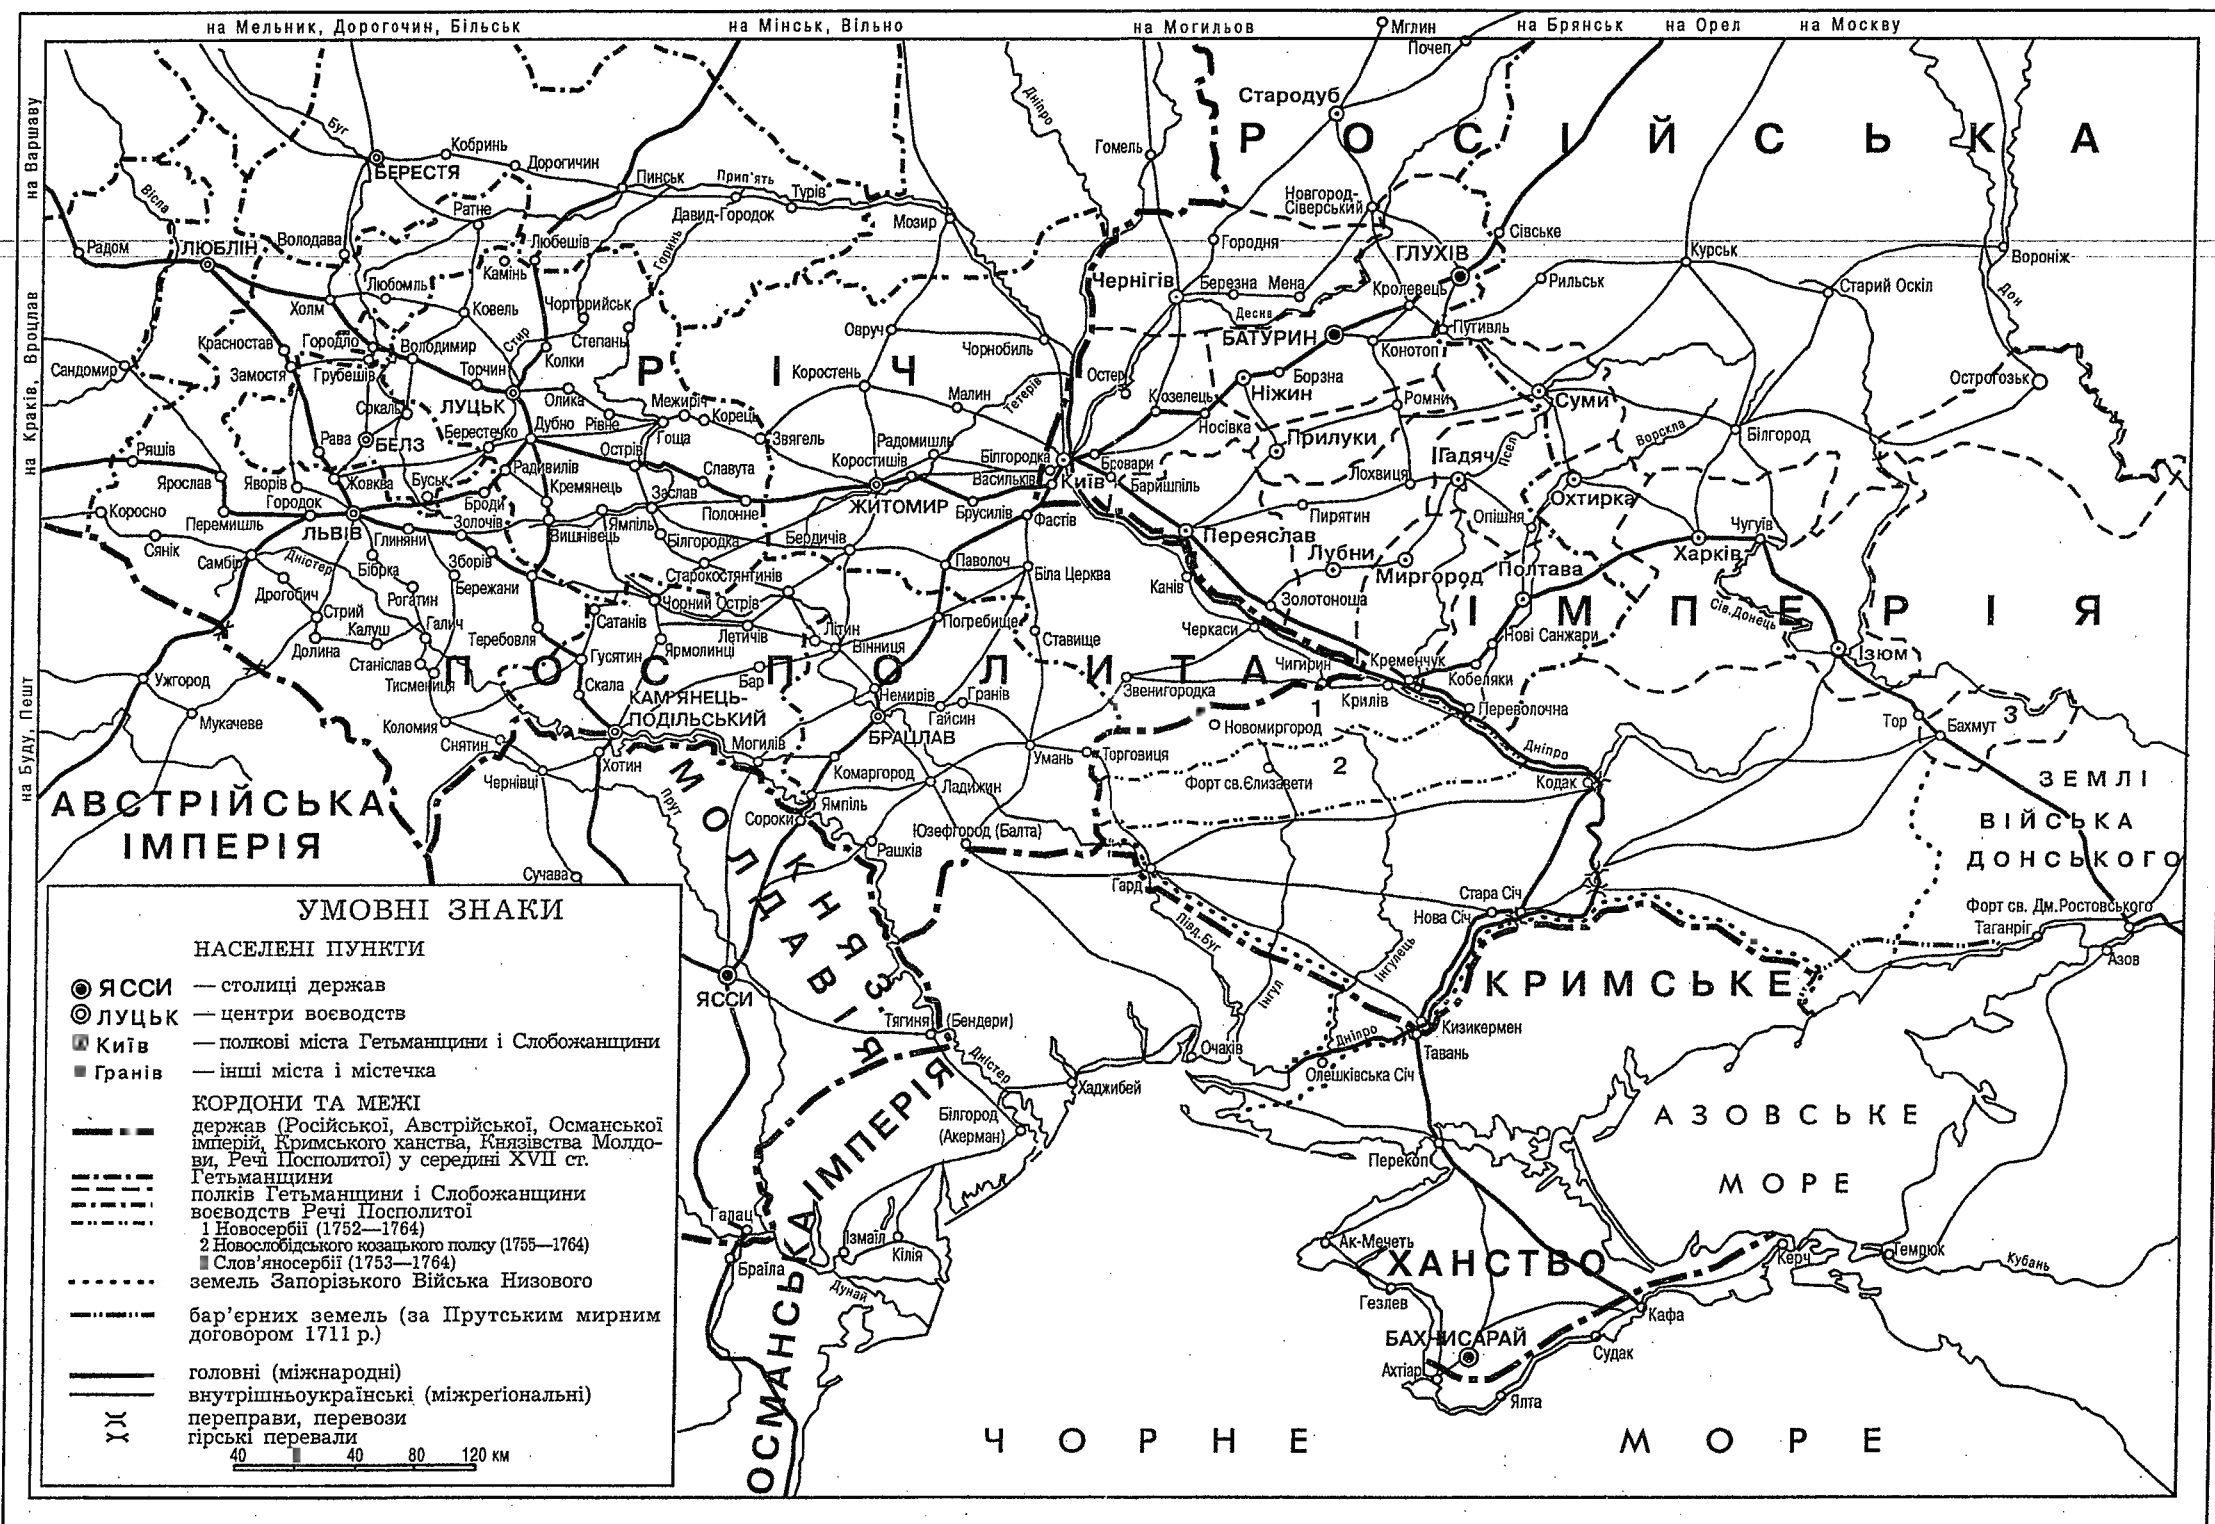 на Мельник, Дорогочин, Більськ
на Мінськ, Вільно
на Могильов
на Брянськ
на Орел
на Москву
на Варшаву
на Краків, Вроцлав
на Буду, Пешт
Мглин
Почеп
Стародуб
РОСІЙСЬКА
ІМПЕРІЯ
Буг
Кобринь
БЕРЕСТЯ
Дорогичин
Пинськ
Прип'ять
Турів
Давид-Городок
Мозир
Дніпро
Гомель
Новгород-
Сіверський
Вісла
Ратне
Володава
Любешів
Камінь
Горинь
Радом
ЛЮБЛІН
Городня
ГЛУХІВ
Сівське
Курськ
Вороніж
Дон
Чернігів
Березна
Мена
Кролевець
Рильськ
Старий Оскіл
Десна
Холм
Любомль
Ковель
Чорторийськ
Степань
Стир
Овруч
Чорнобиль
БАТУРИН
Путивль
Конотоп
Красностав
Городло
Володимир
Колки
Сандомир
Замостя
Грубешів
Торчин
РІЧ
Коростень
Малин
Тетерів
Остер
Ніжин
Борзна
Острогозьк
Сокаль
ЛУЦЬК
Олика
Межиріч
Корець
Козелець
Носівка
Ромни
Суми
Рава
БЕЛЗ
Берестечко
Дубно
Рівне
Гоща
Звягель
Радомишль
Прилуки
Псел
Ворскла
Білгород
Ряшів
Острів
Славута
Коростишів
Білгородка
Бровари
Лохвиця
Гадяч
Ярослав
Яворів
Жовква
Буськ
Радивилів
Кремянець
Броди
Заслав
Полонне
ЖИТОМИР
Васильків
Київ
Баришпіль
Охтирка
Коросно
Перемишль
Городок
ЛЬВІВ
Золочів
Ямпіль
Брусилів
Фастів
Пирятин
Опішня
Чугуїв
Сянік
Глиняни
Вишнівець
Білгородка
Бердичів
Переяслав
Харків
Самбір
Дністер
Бібрка
Зборів
Старокостянтинів
Паволоч
Біла Церква
Лубни
Миргород
Полтава
Дрогобич
Рогатин
Бережани
Канів
Стрий
Чорний Острів
Золотоноша
Сів.Донець
Калуш
Галич
Теребовля
Сатанів
Летичів
Літин
Погребище
Ставище
Черкаси
Нові Санжари
Долина
Станіслав
Гусятин
Ярмолинці
Вінниця
Ізюм
Тисмениця
ПОСПОЛИТА
Чигирин
Кременчук
Ужгород
Скала
Бар
Звенигородка
Кобеляки
Мукачеве
КАМ'ЯНЕЦЬ-
ПОДІЛЬСЬКИЙ
Немирів
Гранів
Гайсин
1
Крилів
Переволочна
3
Коломия
Снятин
БРАЦЛАВ
Новомиргород
Тор
Бахмут
Могилів
Хотин
Умань
Торговиця
Дніпро
Чернівці
Комаргород
2
Форт св.Єлизавети
Кодак
ЗЕМЛІ
ВІЙСЬКА
ДОНСЬКОГО
АВСТРІЙСЬКА
ІМПЕРІЯ
Прут
Ямпіль
Ладижин
Сороки
Юзефгород (Балта)
Рашків
Сучава
Гард
Стара Січ
Нова Січ
Форт св. Дм.Ростовського
Таганріг
Азов
МОЛДАВІЯ
КНЯЗ
Півд.Буг
Інгулець
Інгул
КРИМСЬКЕ
ХАНСТВО
ЯССИ
Тягиня (Бендери)
Дністер
Кизикермен
Тавань
Дніпро
Олешківська Січ
Очаків
Хаджибей
Білгород
(Акерман)
АЗОВСЬКЕ
МОРЕ
Перекоп
ОСМАНСЬКА ІМПЕРІЯ
Галац
Браїла
Ізмаїл
Кілія
Дунай
Ак-Мечеть
Керч
Темрюк
Кубань
Гезлев
Кафа
БАХЧИСАРАЙ
Судак
Ахтіар
Ялта
ЧОРНЕ МОРЕ
УМОВНІ ЗНАКИ
НАСЕЛЕНІ ПУНКТИ
ЯССИ — столиці держав
ЛУЦЬК — центри воєводств
Київ — полкові міста Гетьманщини і Слобожанщини
Гранів — інші міста і містечка
КОРДОНИ ТА МЕЖІ
держав (Російської, Австрійської, Османської
імперій, Кримського ханства, Князівства Молдо-
ви, Речі Посполитої) у середині XVII ст.
Гетьманщини
полків Гетьманщини і Слобожанщини
воєводств Речі Посполитої
1 Новосербії (1752—1764)
2 Новослобідського козацького полку (1755—1764)
Слов'яносербії (1753—1764)
земель Запорізького Війська Низового
бар'єрних земель (за Прутським мирним
договором 1711 р.)
головні (міжнародні)
внутрішньоукраїнські (міжреґіональні)
переправи, перевози
гірські перевали
40 40 80 120 км